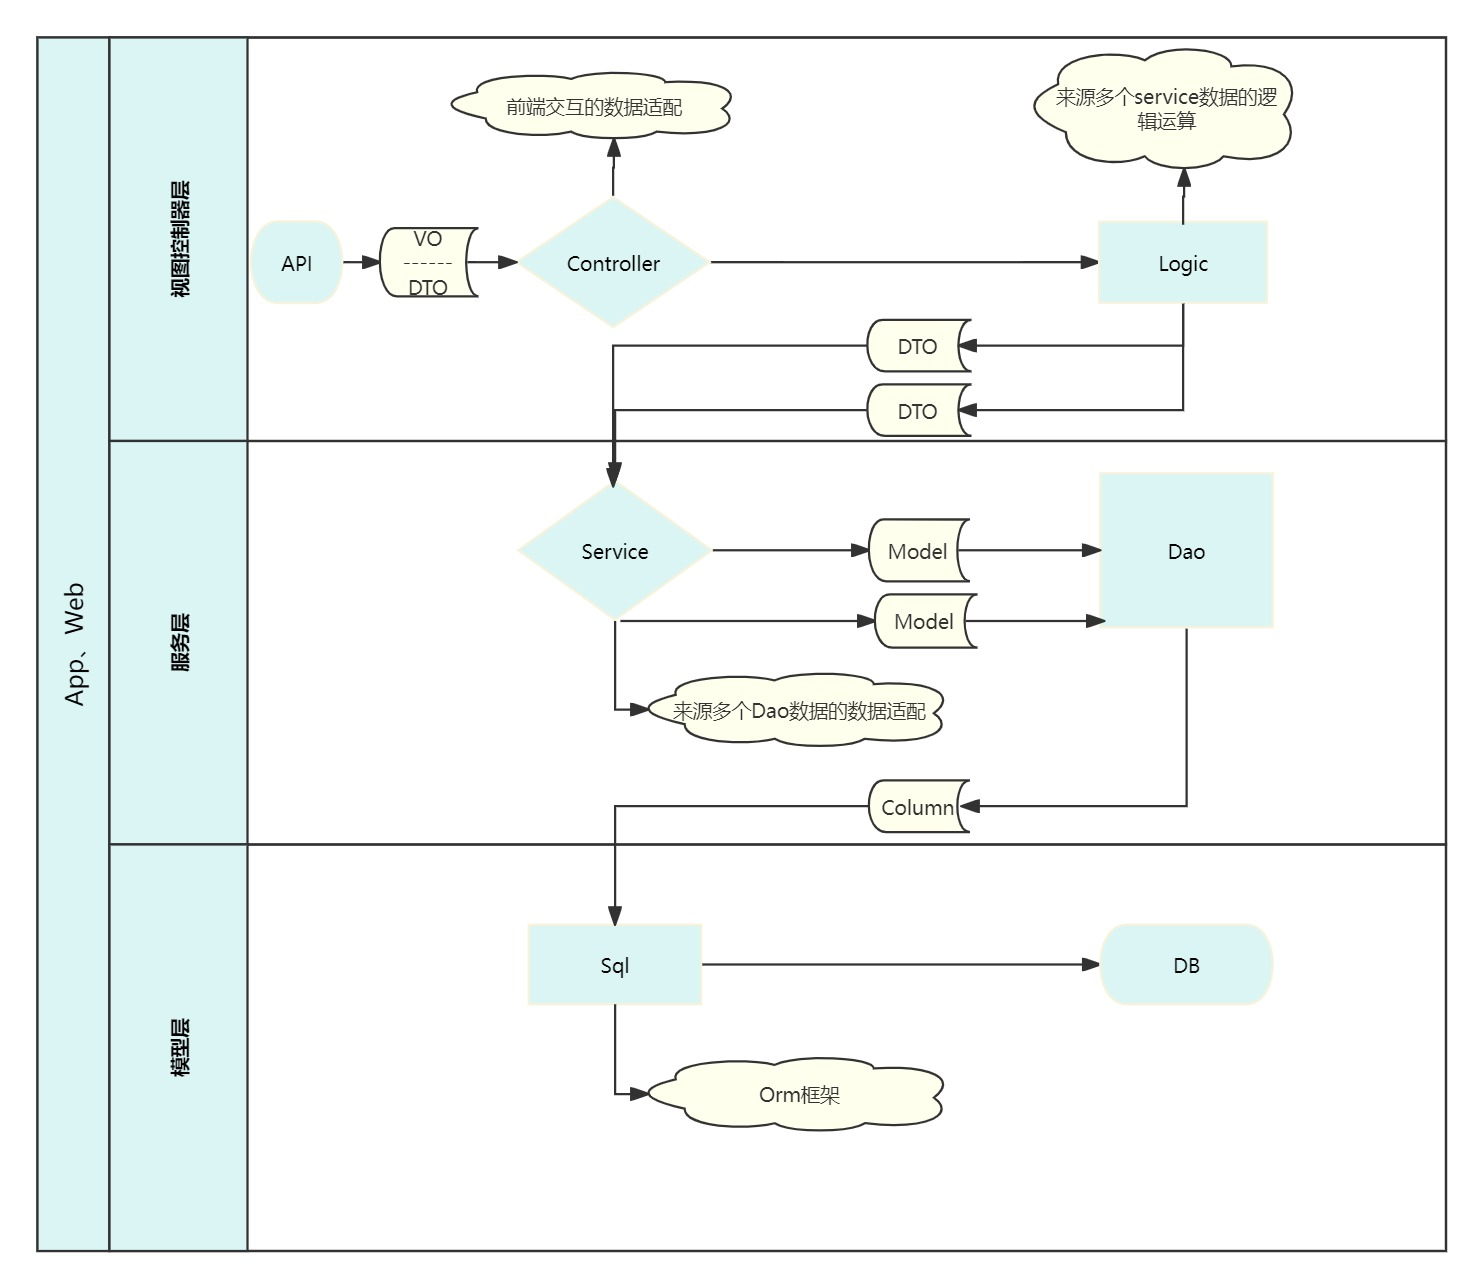 App、Web
视图控制器层
前端交互的数据适配
来源多个service数据的逻
辑运算
API
VO
------
DTO
Controller
Logic
DTO
DTO
服务层
Service
Model
Dao
Model
来源多个Dao数据的数据适配
Column
模型层
Sql
DB
Orm框架